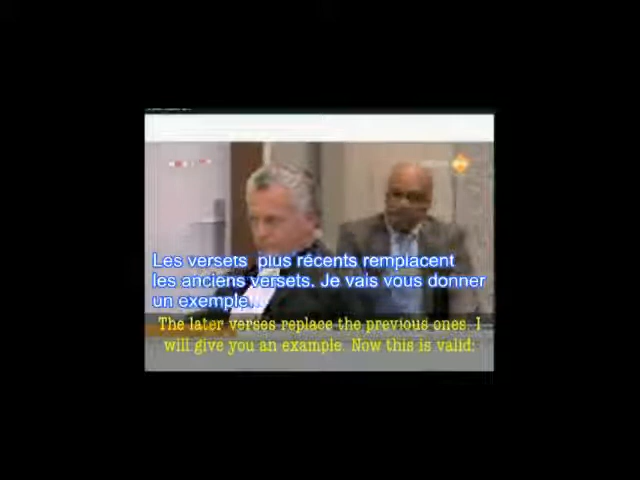 Les versets plus récents remplacent
les anciens versets. Je vais vous donner
un exemple..
The later verses replace the previous ones. I
will give you an example. Now this is valid: